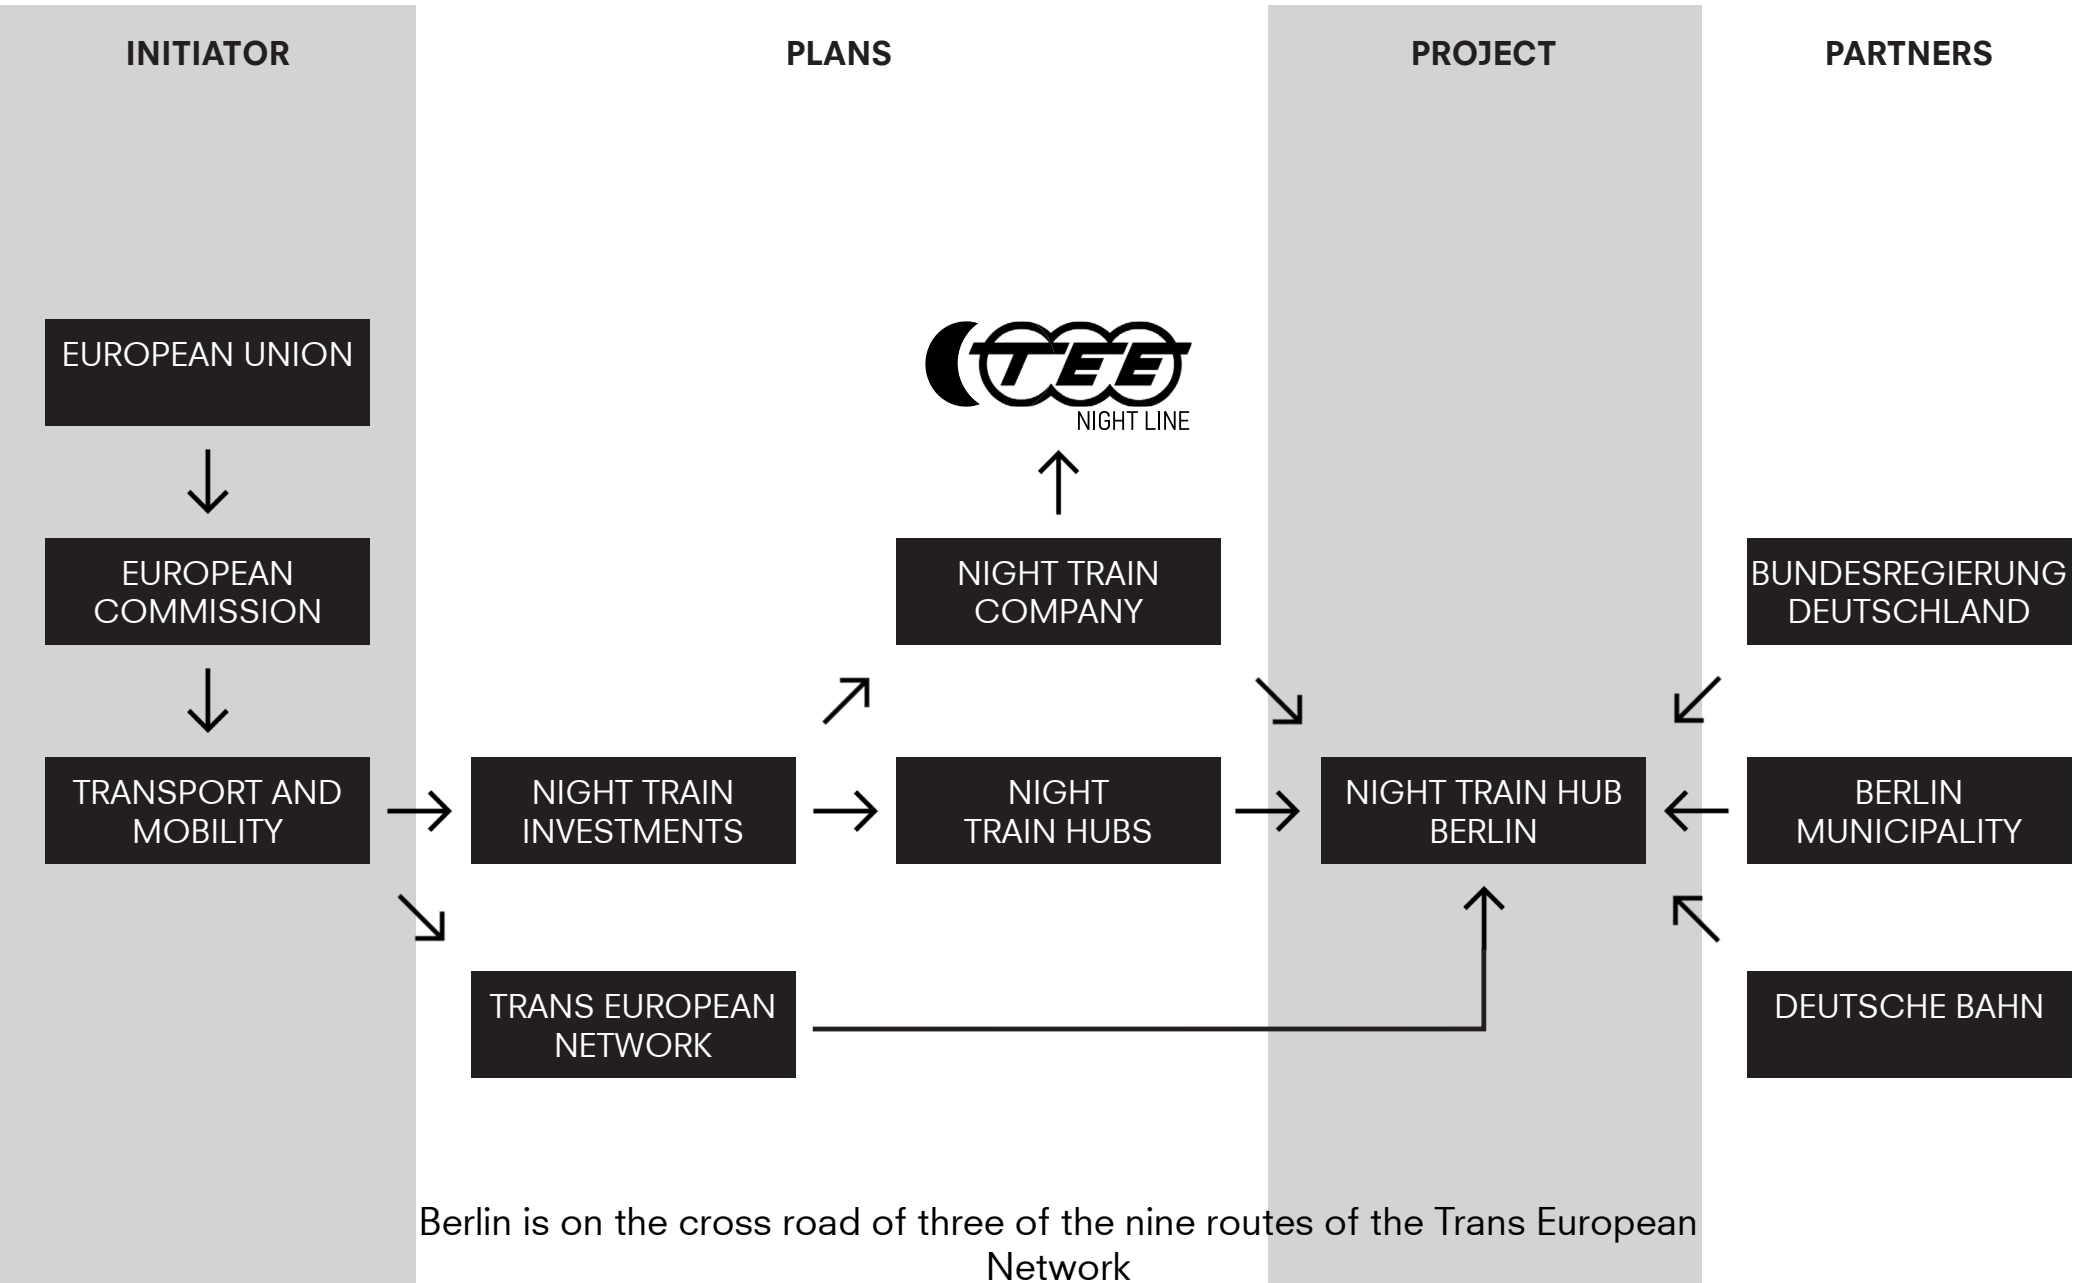 INITIATOR
PLANS
PROJECT
PARTNERS
EUROPEAN UNION
TEE
NIGHT LINE
EUROPEAN
COMMISSION
NIGHT TRAIN
COMPANY
BUNDESREGIERUNG
DEUTSCHLAND
TRANSPORT AND
MOBILITY
NIGHT TRAIN
INVESTMENTS
NIGHT
TRAIN HUBS
NIGHT TRAIN HUB
BERLIN
BERLIN
MUNICIPALITY
TRANS EUROPEAN
NETWORK
DEUTSCHE BAHN
Berlin is on the cross road of three of the nine routes of the Trans European
Network